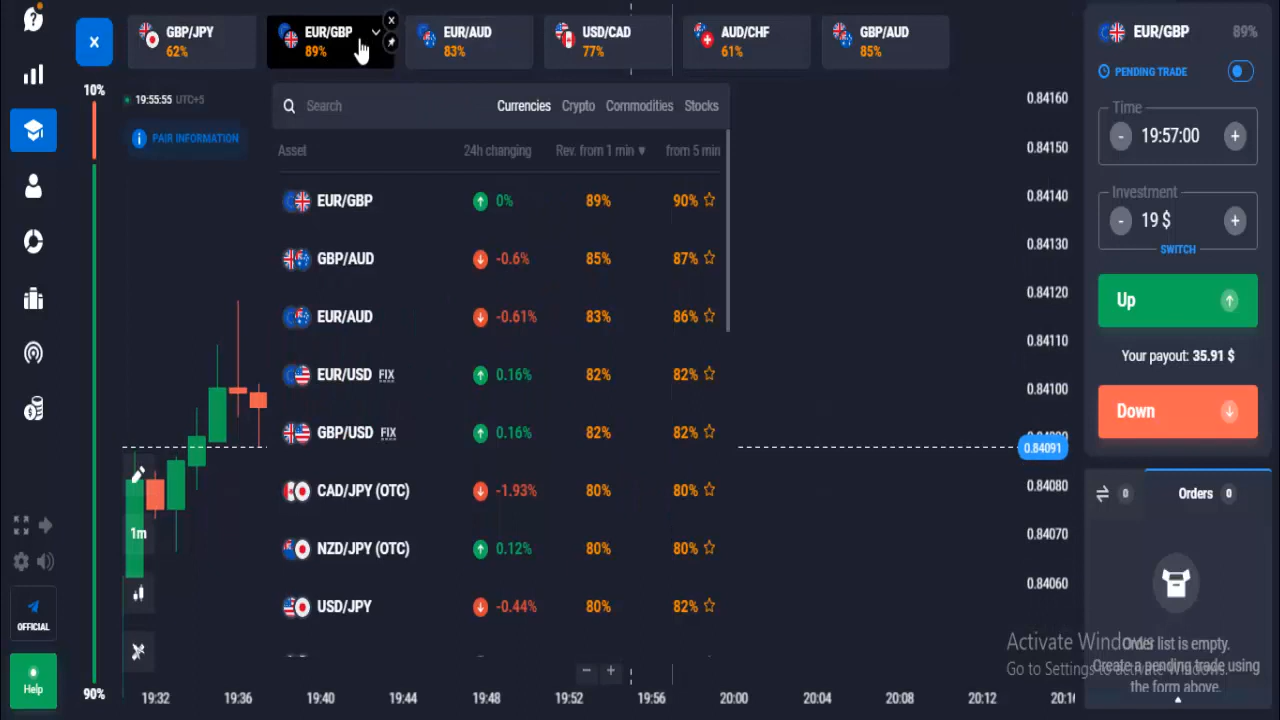 GBP/JPY
62%
EUR/GBP
89%
EUR/AUD
83%
USD/CAD
77%
AUD/CHF
61%
GBP/AUD
85%
EUR/GBP
89%
PENDING TRADE
Time
- 19:57:00 +
Investment
- 19 $ +
SWITCH
Up
Your payout: 35.91 $
Down
0 Orders 0
Order list is empty.
Create a pending trade using
the form above.
Activate Windows
Go to Settings to activate Windows.
10%
90%
19:55:55 UTC+5
PAIR INFORMATION
Search Currencies Crypto Commodities Stocks
Asset 24h changing Rev. from 1 min from 5 min
EUR/GBP 0% 89% 90%
GBP/AUD -0.6% 85% 87%
EUR/AUD -0.61% 83% 86%
EUR/USD FIX 0.16% 82% 82%
GBP/USD FIX 0.16% 82% 82%
CAD/JPY (OTC) -1.93% 80% 80%
NZD/JPY (OTC) 0.12% 80% 80%
USD/JPY -0.44% 80% 82%
1m
OFFICIAL
Help
0.84160
0.84150
0.84140
0.84130
0.84120
0.84110
0.84100
0.84091
0.84080
0.84070
0.84060
- +
19:32 19:36 19:40 19:44 19:48 19:52 19:56 20:00 20:04 20:08 20:12 20:16